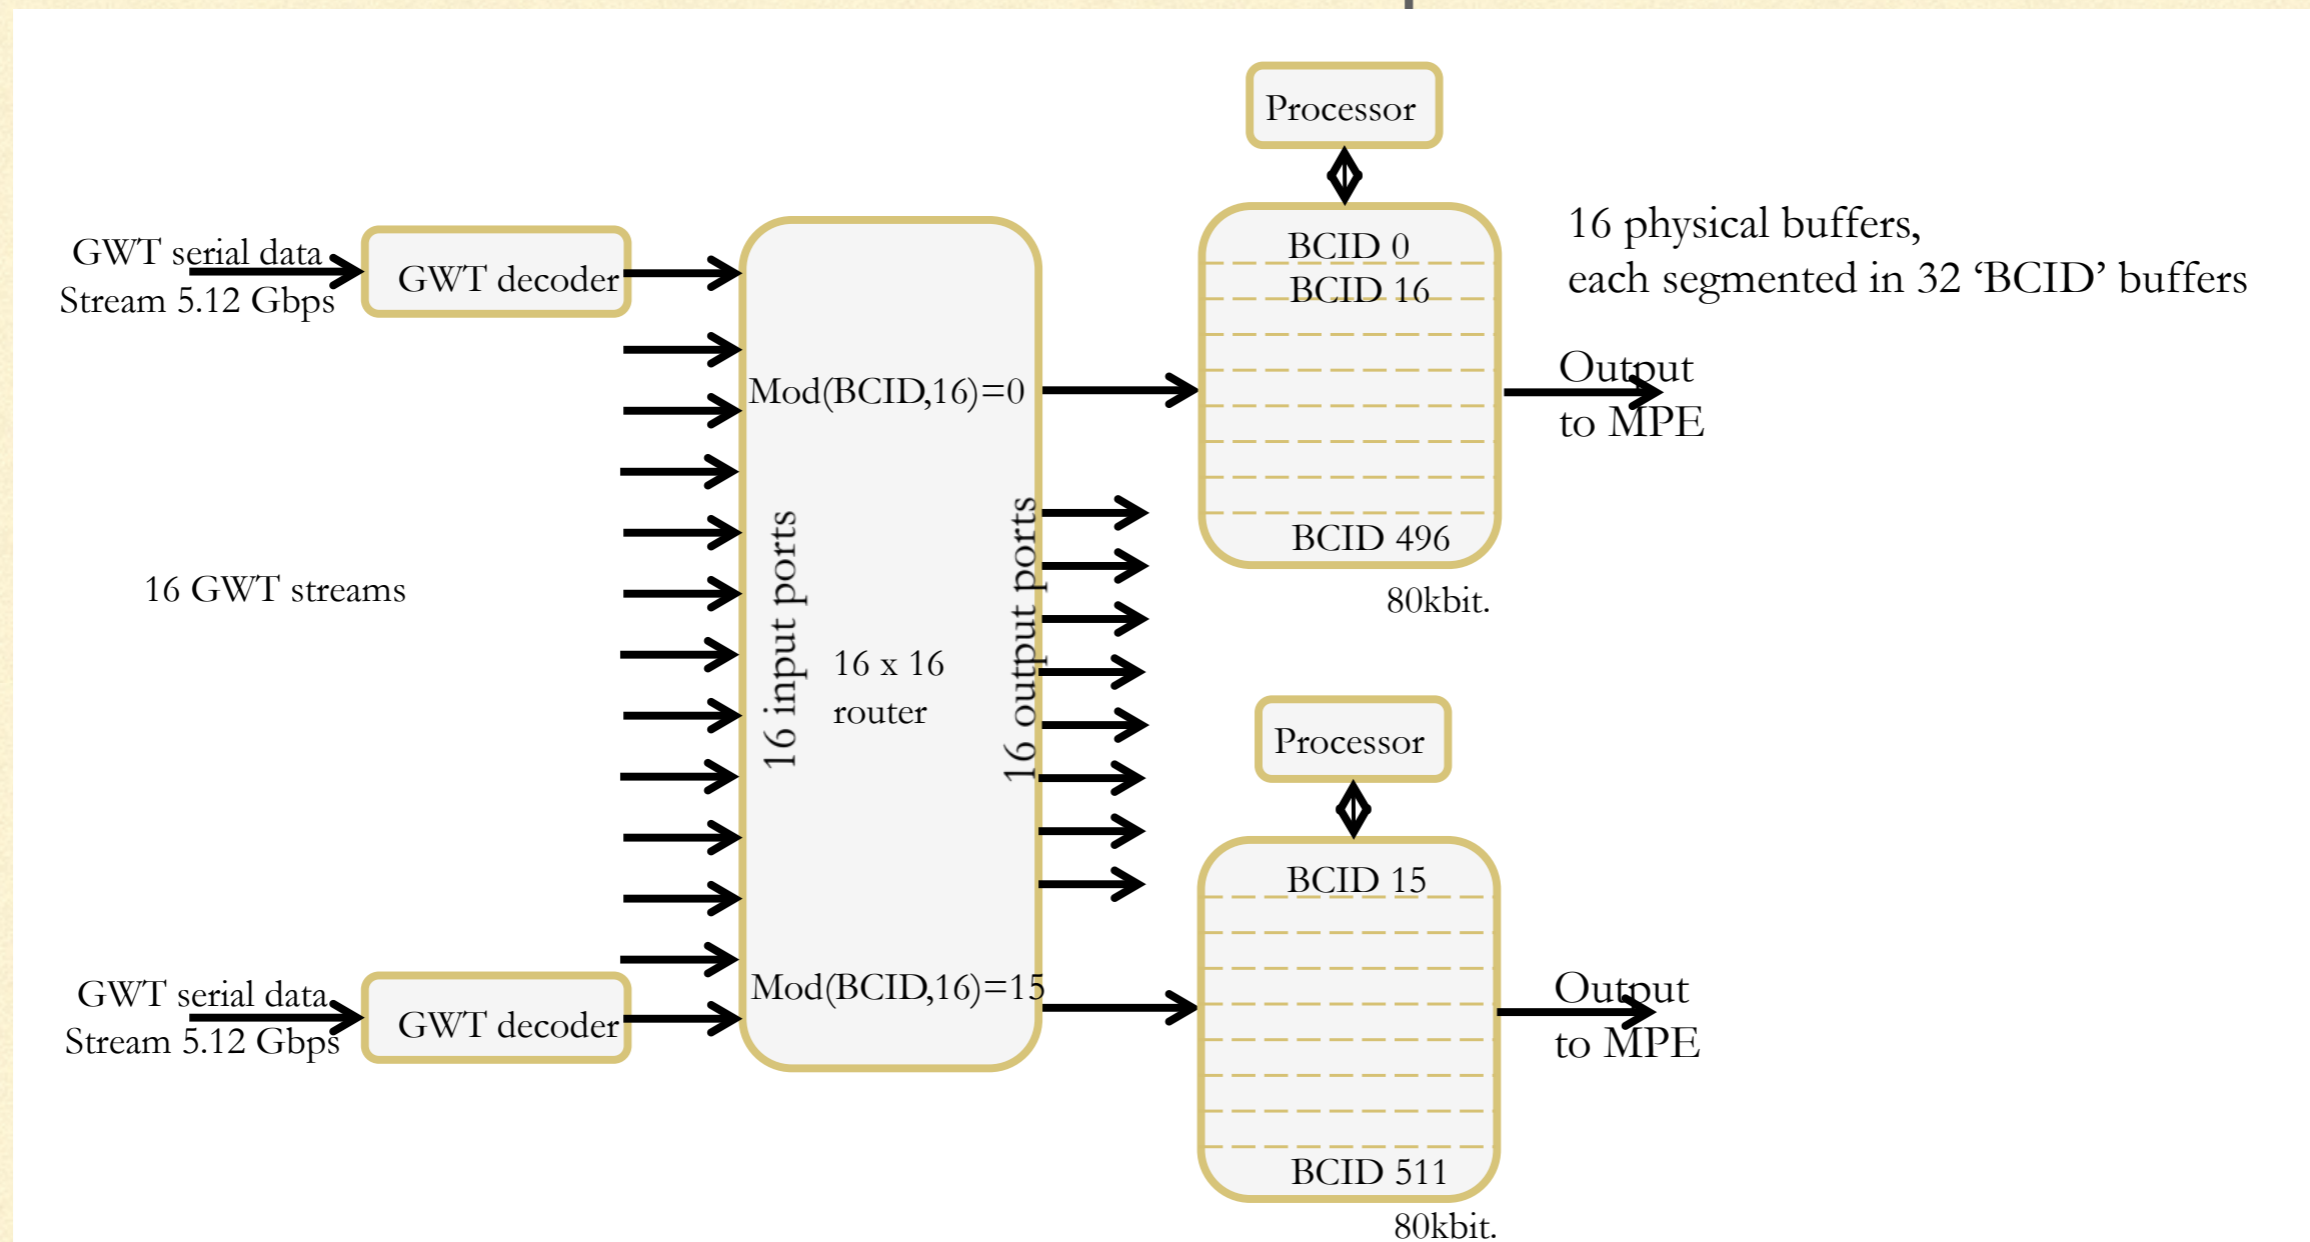 Processor
GWT serial data
Stream 5.12 Gbps
GWT decoder
BCID 0
BCID 16
BCID 496
80kbit.
16 physical buffers,
each segmented in 32 ‘BCID’ buffers
Output
to MPE
Mod(BCID,16)=0
16 input ports
16 output ports
16 GWT streams
16 x 16
router
Processor
BCID 15
BCID 511
80kbit.
Mod(BCID,16)=15
GWT serial data
Stream 5.12 Gbps
GWT decoder
Output
to MPE